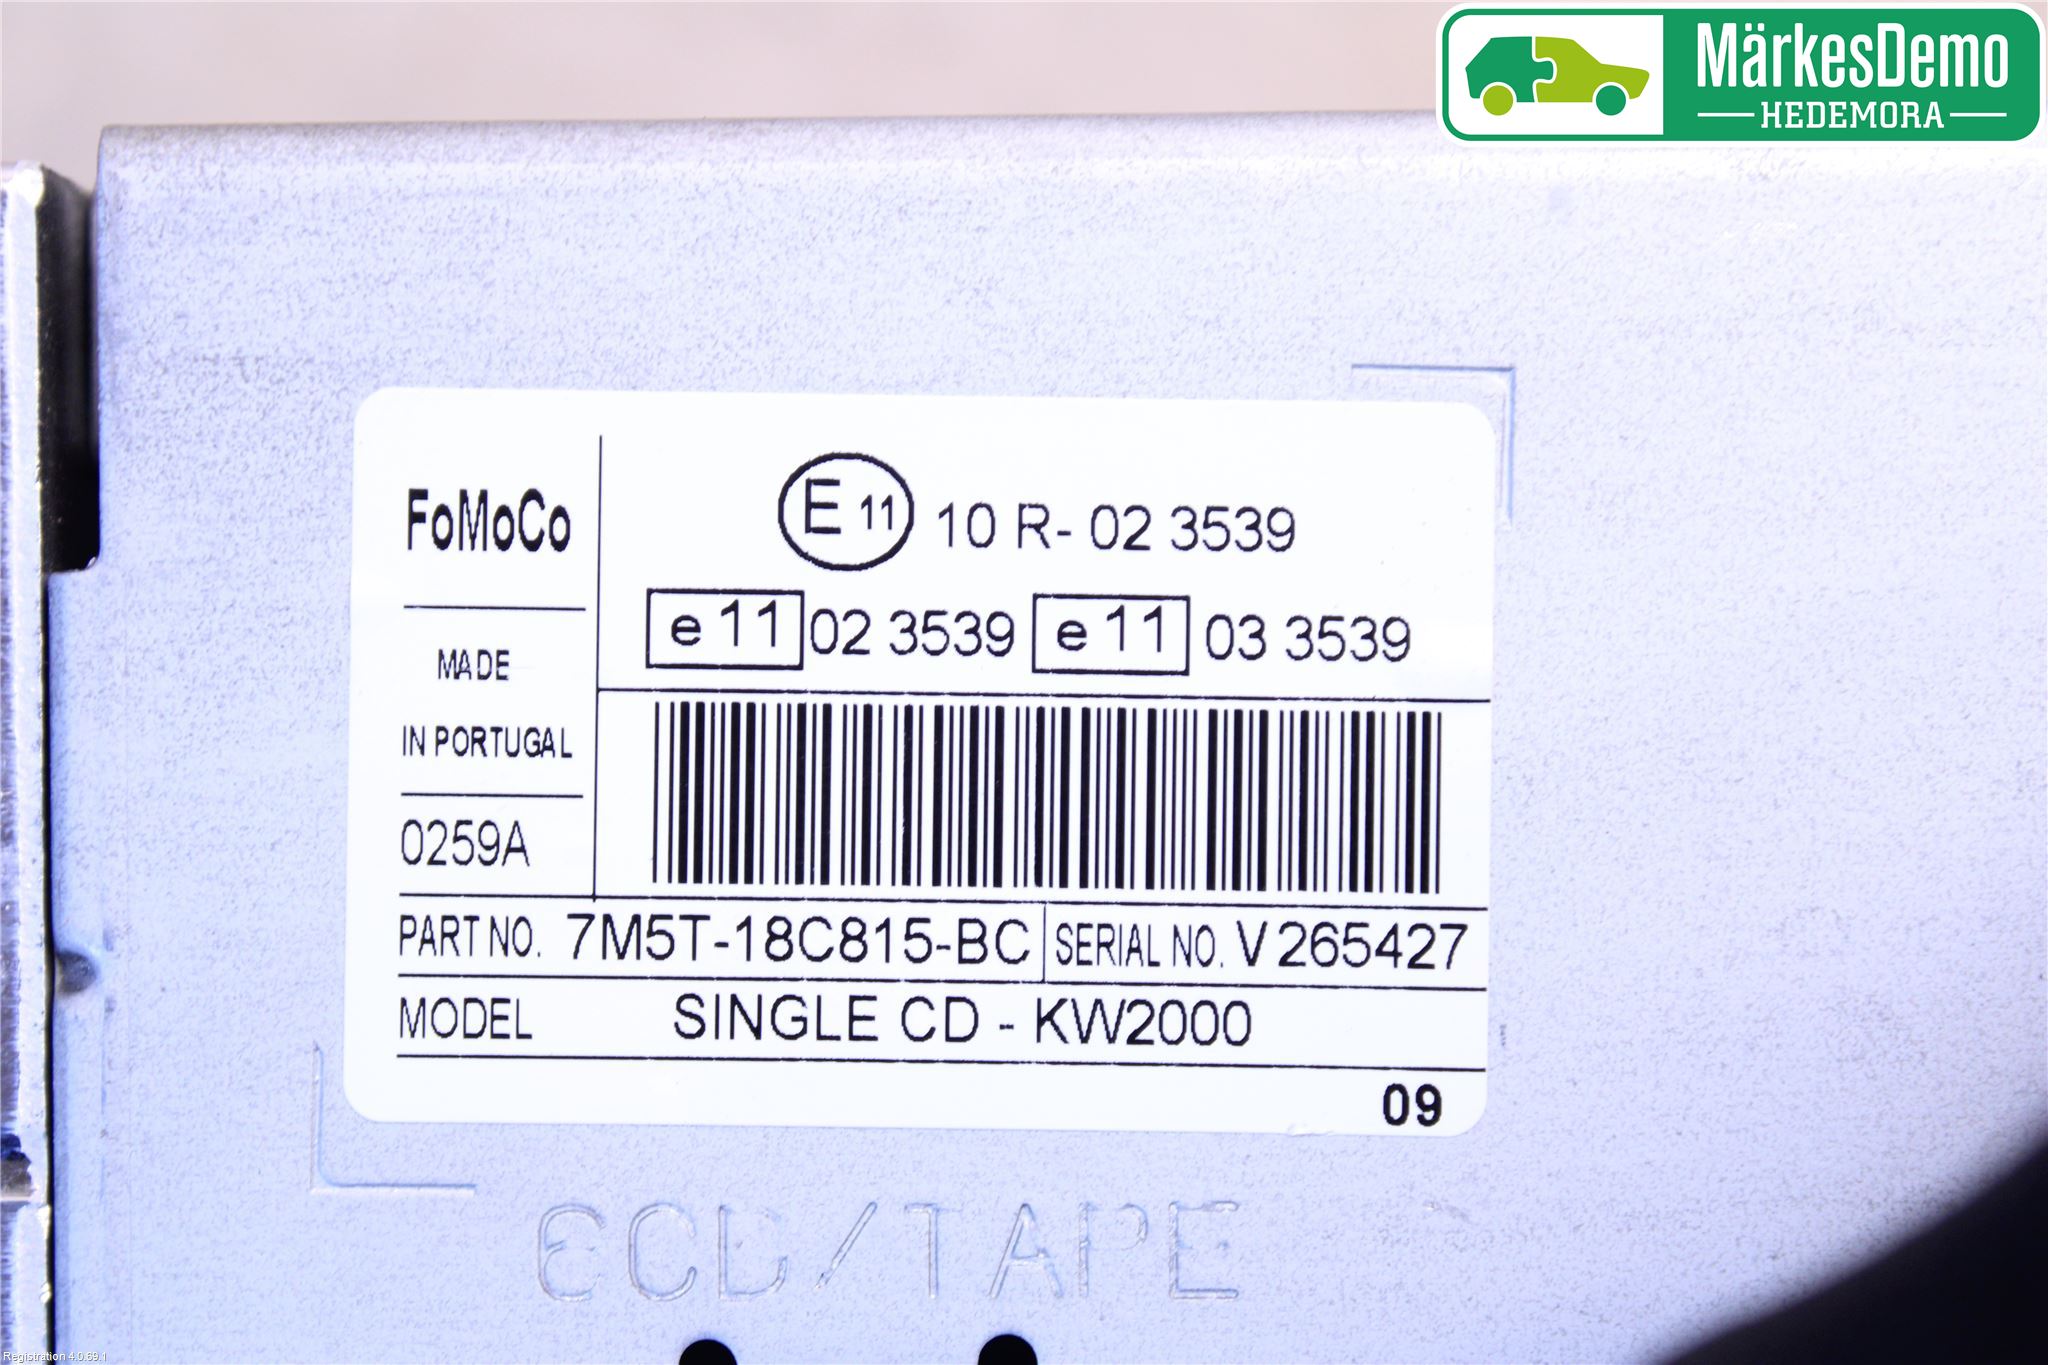 MärkesDemo
HEDEMORA
FoMoCo
MADE
IN PORTUGAL
0259A
E 11 10 R- 02 3539
e 11 02 3539 e 11 03 3539
PART NO. 7M5T-18C815-BC SERIAL NO. V 265427
MODEL SINGLE CD - KW2000
09
6CD/TAPE
Registration 4.0.69.1